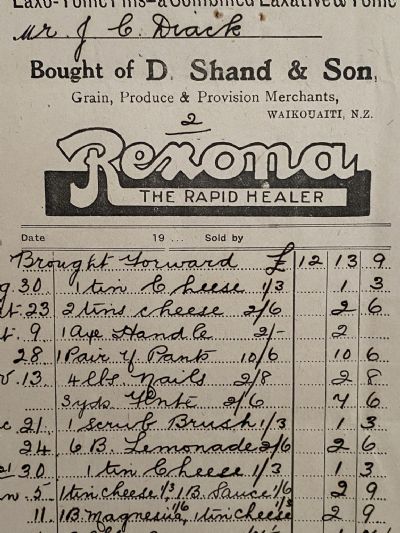 Laxo-Tonic Pills—a Combined Laxative & Tonic
Mr J C Diack
Bought of D. Shand & Son,
Grain, Produce & Provision Merchants,
2
WAIKOUAITI, N.Z.
Rexona
THE RAPID HEALER
Date 19 ... Sold by
Brought Forward £ 12 13 9
g. 30 1 tin Cheese 1/3 1 3
23 2 tins cheese 2/6 2 6
t. 9 1 Axe Handle 2/- 2
28 1 Pair Y Pants 10/6 10 6
v. 13 4 lbs. nails 2/8 2 8
3 yds 2/6 7 6
c 21 1 scrub Brush 1/3 1 3
24 6 B. Lemonade 2/6 2 6
30 1 tin Cheese 1/3 1 3
n. 5 1 tin cheese 1/3, 1 B. Sauce 1/6 2 9
11. 1 B Magnesia 1/6, 1 tin cheese 1/3 2 9